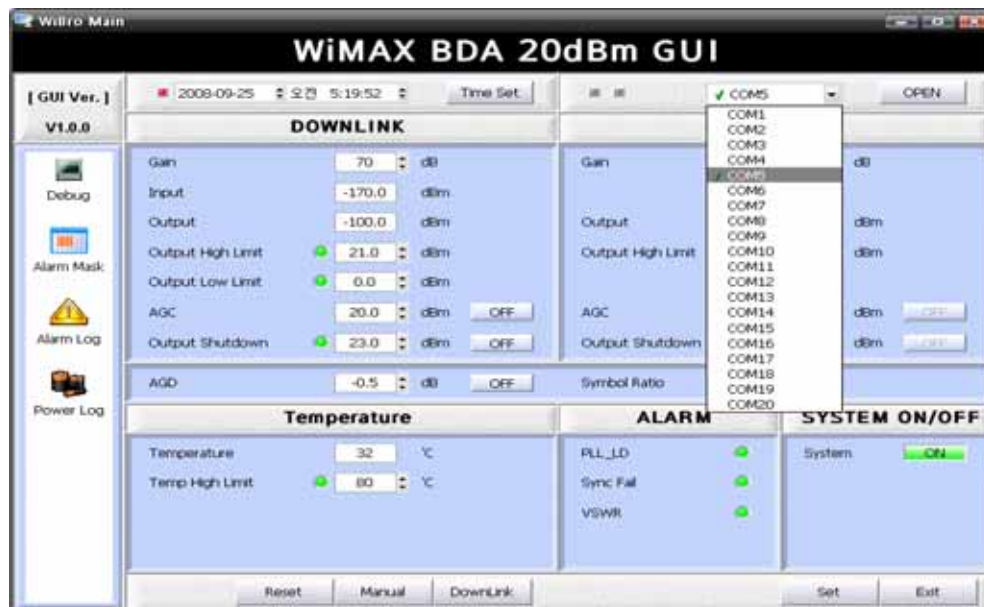 Willro Main
WiMAX BDA 20dBm GUI
[ GUI Ver. ]
V1.0.0
2008-09-25 오전 5:19:52 Time Set
COM5 OPEN
Debug
Alarm Mask
Alarm Log
Power Log
DOWNLINK
Gain 70 dB
Input -170.0 dBm
Output -100.0 dBm
Output High Limit 21.0 dBm
Output Low Limit 0.0 dBm
AGC 20.0 dBm OFF
Output Shutdown 23.0 dBm OFF
AGD -0.5 dB OFF
Gain dB
Output dBm
Output High Limit dBm
AGC dBm OFF
Output Shutdown dBm OFF
Symbol Ratio
COM1
COM2
COM3
COM4
COM5
COM6
COM7
COM8
COM9
COM10
COM11
COM12
COM13
COM14
COM15
COM16
COM17
COM18
COM19
COM20
Temperature
Temperature 32 ℃
Temp High Limit 80 ℃
ALARM
PLL_LD
Sync Fail
VSWR
SYSTEM ON/OFF
System ON
Reset Manual DownLink Set Exit